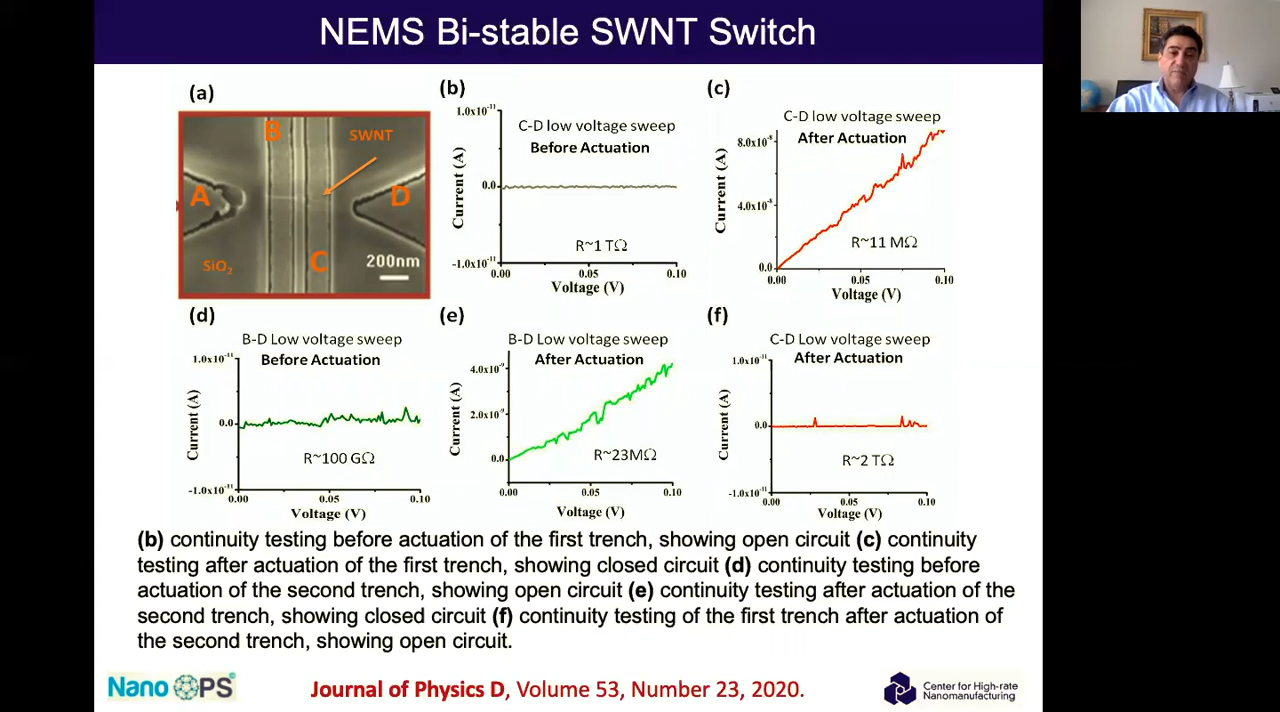 NEMS Bi-stable SWNT Switch
(a)
B
SWNT
A
D
SiO₂
C
200nm
(b)
1.0x10⁻¹¹
C-D low voltage sweep
Before Actuation
Current (A)
0.0
R~1 TΩ
-1.0x10⁻¹¹
0.00 0.05 0.10
Voltage (V)
(c)
C-D low voltage sweep
After Actuation
8.0x10⁻⁸
Current (A)
4.0x10⁻⁸
R~11 MΩ
0.0
0.00 0.05 0.10
Voltage (V)
(d)
B-D Low voltage sweep
Before Actuation
1.0x10⁻¹¹
Current (A)
0.0
R~100 GΩ
-1.0x10⁻¹¹
0.00 0.05 0.10
Voltage (V)
(e)
B-D Low voltage sweep
After Actuation
4.0x10⁻⁹
Current (A)
2.0x10⁻⁹
R~23MΩ
0.0
0.00 0.05 0.10
Voltage (V)
(f)
C-D Low voltage sweep
After Actuation
1.0x10⁻¹¹
Current (A)
0.0
R~2 TΩ
-1.0x10⁻¹¹
0.00 0.05 0.10
Voltage (V)
(b) continuity testing before actuation of the first trench, showing open circuit (c) continuity
testing after actuation of the first trench, showing closed circuit (d) continuity testing before
actuation of the second trench, showing open circuit (e) continuity testing after actuation of the
second trench, showing closed circuit (f) continuity testing of the first trench after actuation of
the second trench, showing open circuit.
Nano OPS
Journal of Physics D, Volume 53, Number 23, 2020.
Center for High-rate
Nanomanufacturing